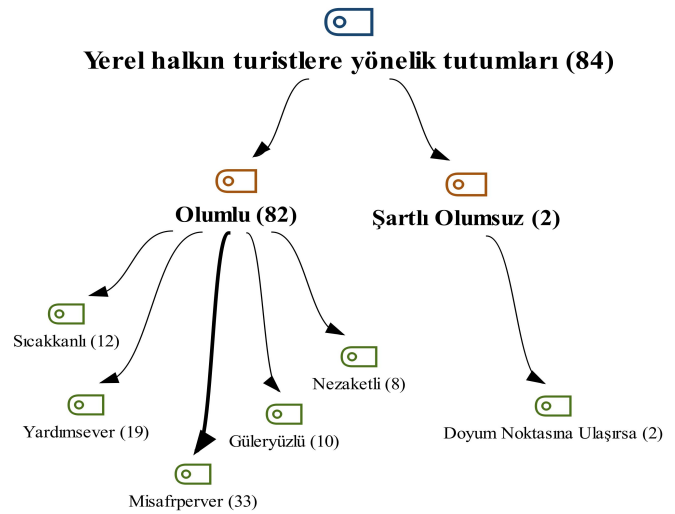 Yerel halkın turistlere yönelik tutumları (84)
Olumlu (82)
Şartlı Olumsuz (2)
Sıcakkanlı (12)
Nezaketli (8)
Yardımsever (19)
Güleryüzlü (10)
Doyum Noktasına Ulaşırsa (2)
Misafrperver (33)